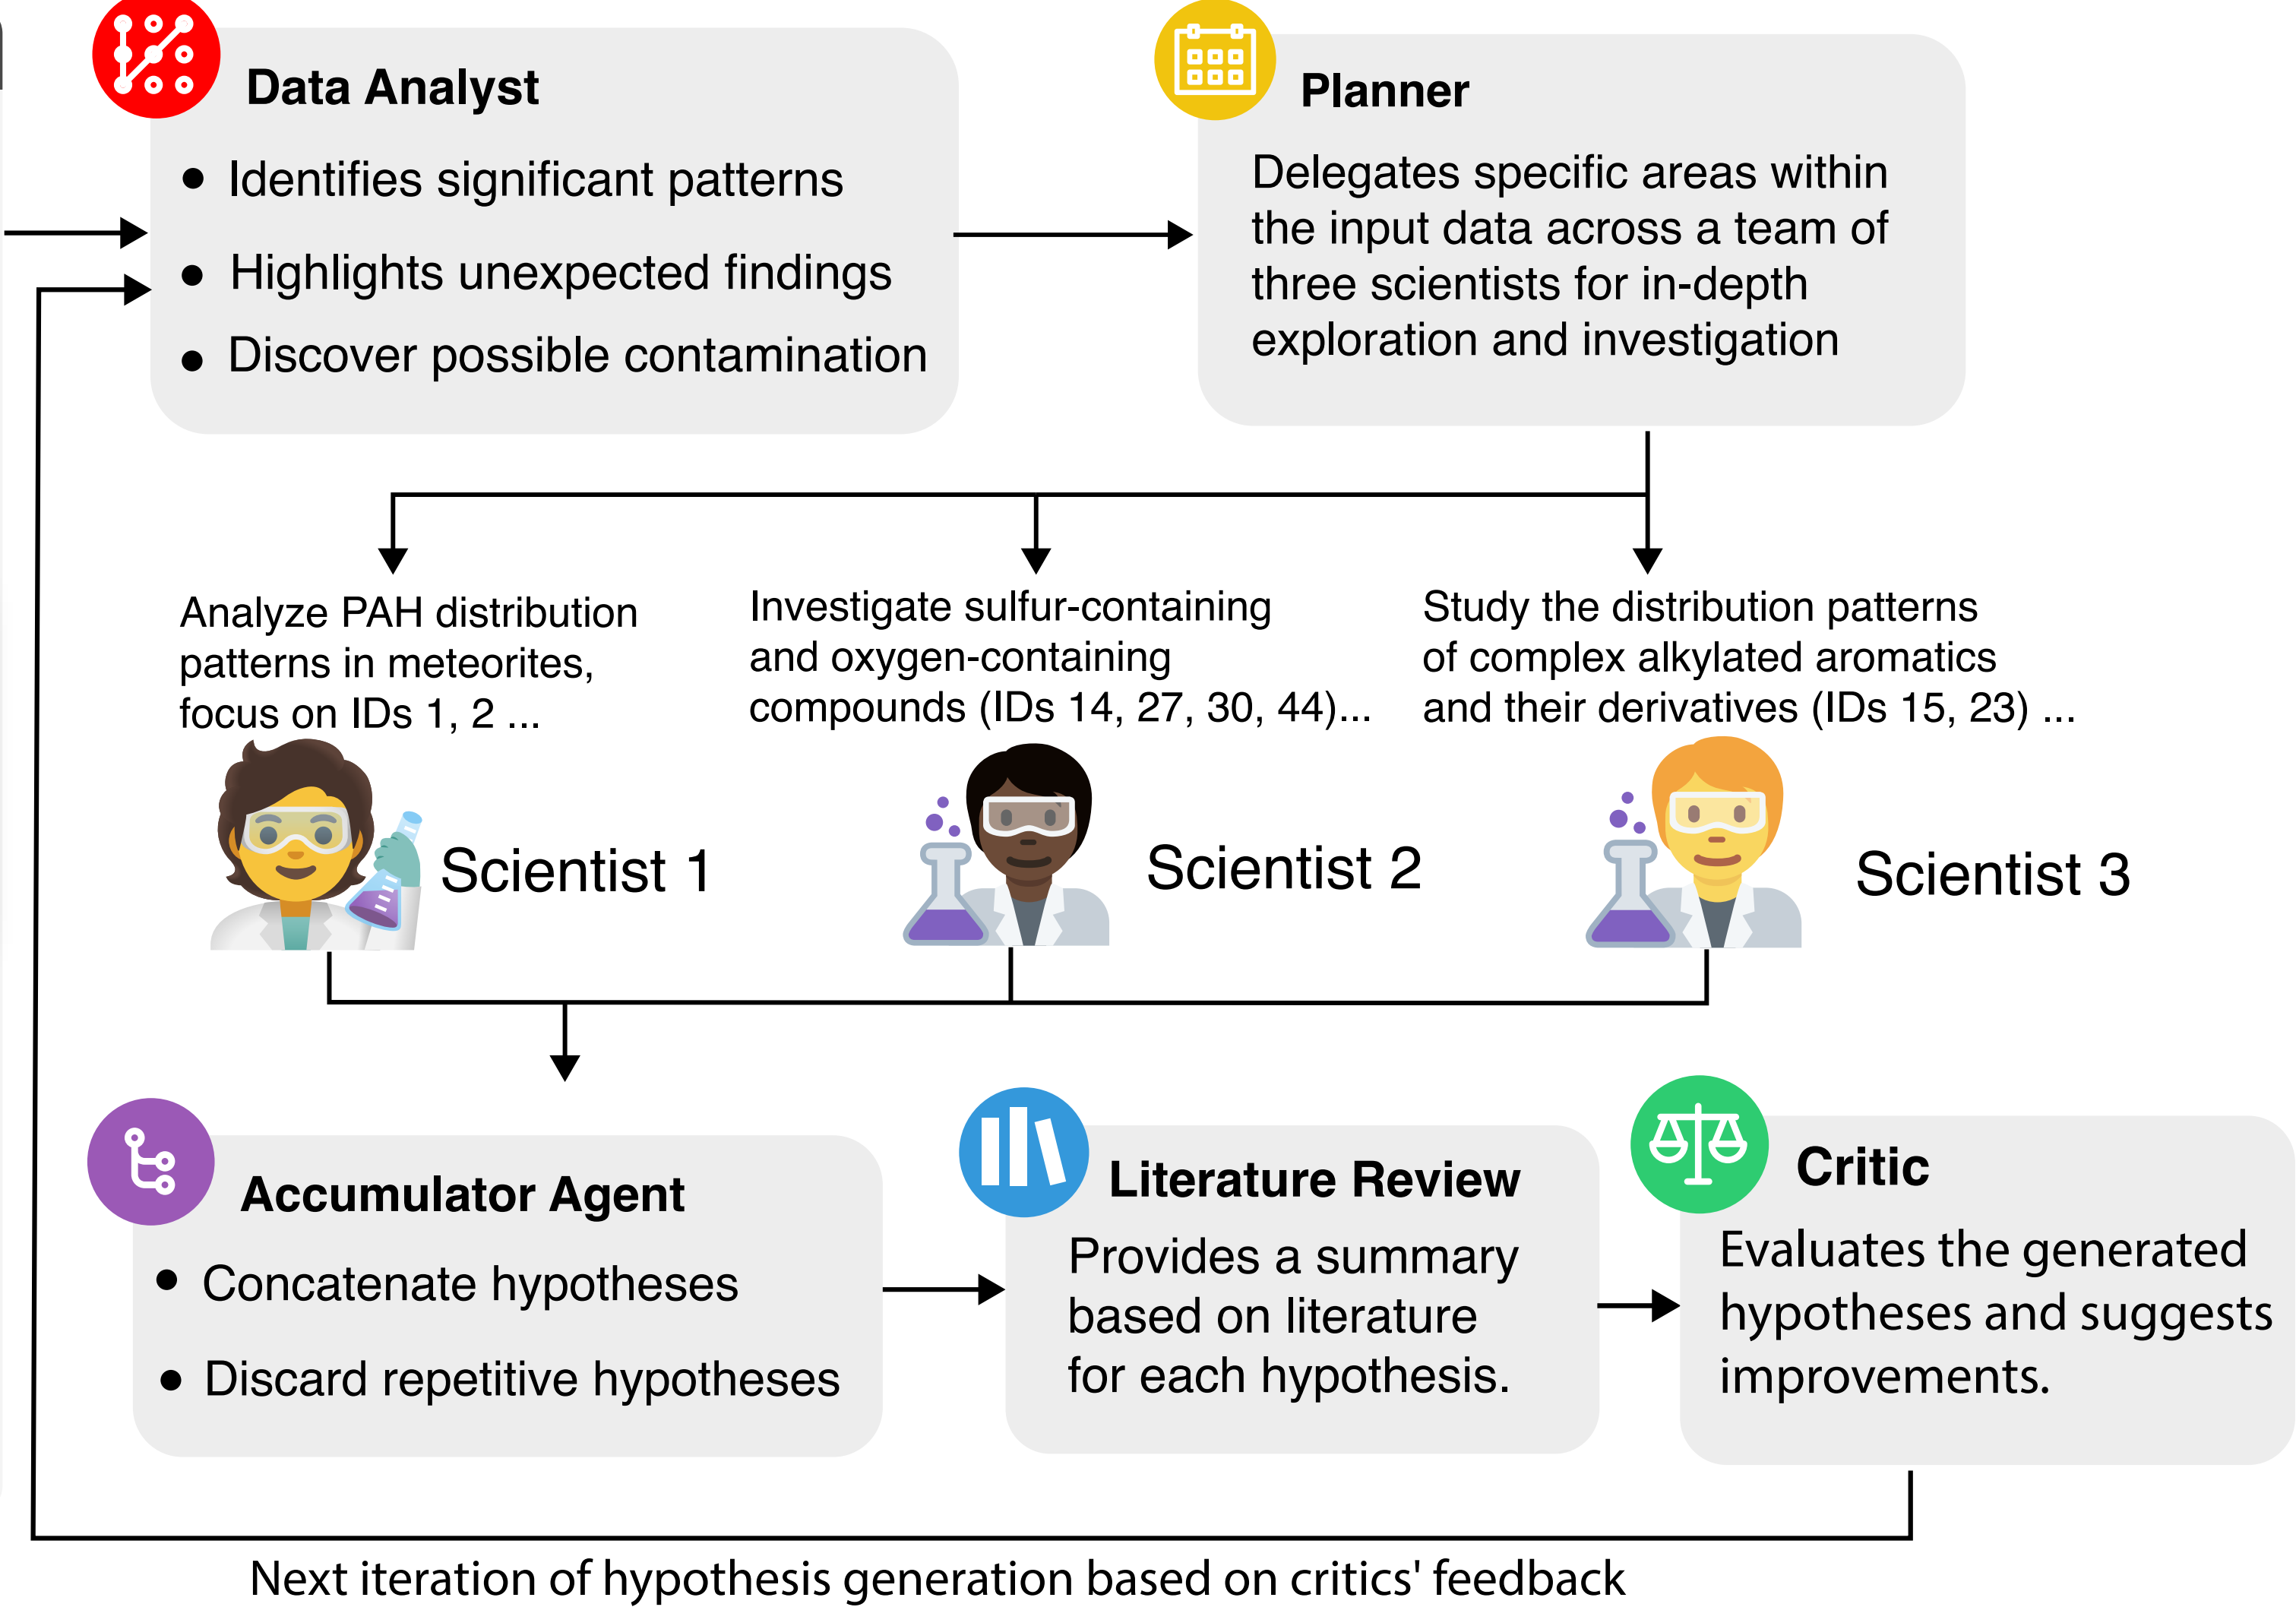 Data Analyst
● Identifies significant patterns
● Highlights unexpected findings
● Discover possible contamination
Planner
Delegates specific areas within
the input data across a team of
three scientists for in-depth
exploration and investigation
Analyze PAH distribution
patterns in meteorites,
focus on IDs 1, 2 ...
Investigate sulfur-containing
and oxygen-containing
compounds (IDs 14, 27, 30, 44)...
Study the distribution patterns
of complex alkylated aromatics
and their derivatives (IDs 15, 23) ...
Scientist 1
Scientist 2
Scientist 3
Accumulator Agent
● Concatenate hypotheses
● Discard repetitive hypotheses
Literature Review
Provides a summary
based on literature
for each hypothesis.
Critic
Evaluates the generated
hypotheses and suggests
improvements.
Next iteration of hypothesis generation based on critics' feedback